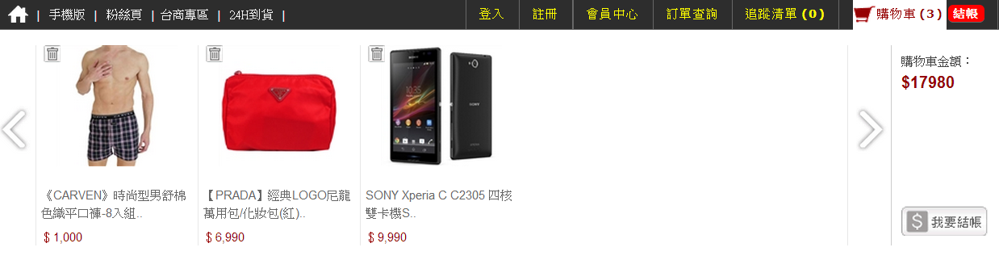 手機版 | 粉絲頁 | 台商專區 | 24H到貨 |
登入 註冊 會員中心 訂單查詢 追蹤清單 (0) 購物車 (3) 結帳
《CARVEN》時尚型男舒棉
色織平口褲-8入組..
$ 1,000
【PRADA】經典LOGO尼龍
萬用包/化妝包(紅)..
$ 6,990
SONY
SONY Xperia C C2305 四核
雙卡機S..
$ 9,990
購物車金額：
$17980
$ 我要結帳